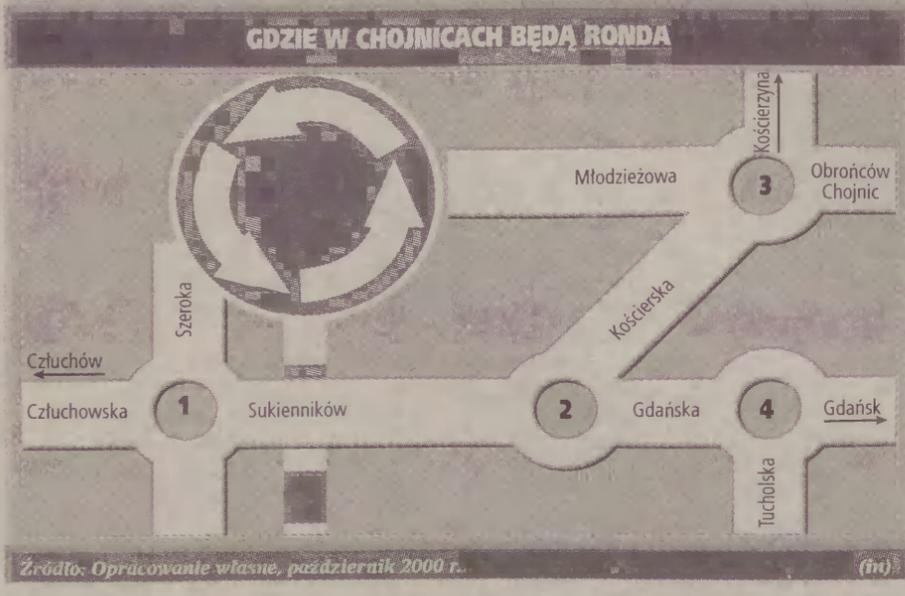 GDZIE W CHOJNICACH BĘDĄ RONDA
Kościerzyna
Młodzieżowa
3
Obrońców
Chojnic
Szeroka
Kościerska
Człuchów
Człuchowska
1
Sukienników
2
Gdańska
4
Gdańsk
Tucholska
Źródło: Opracowanie własne, październik 2000 r.
(in)